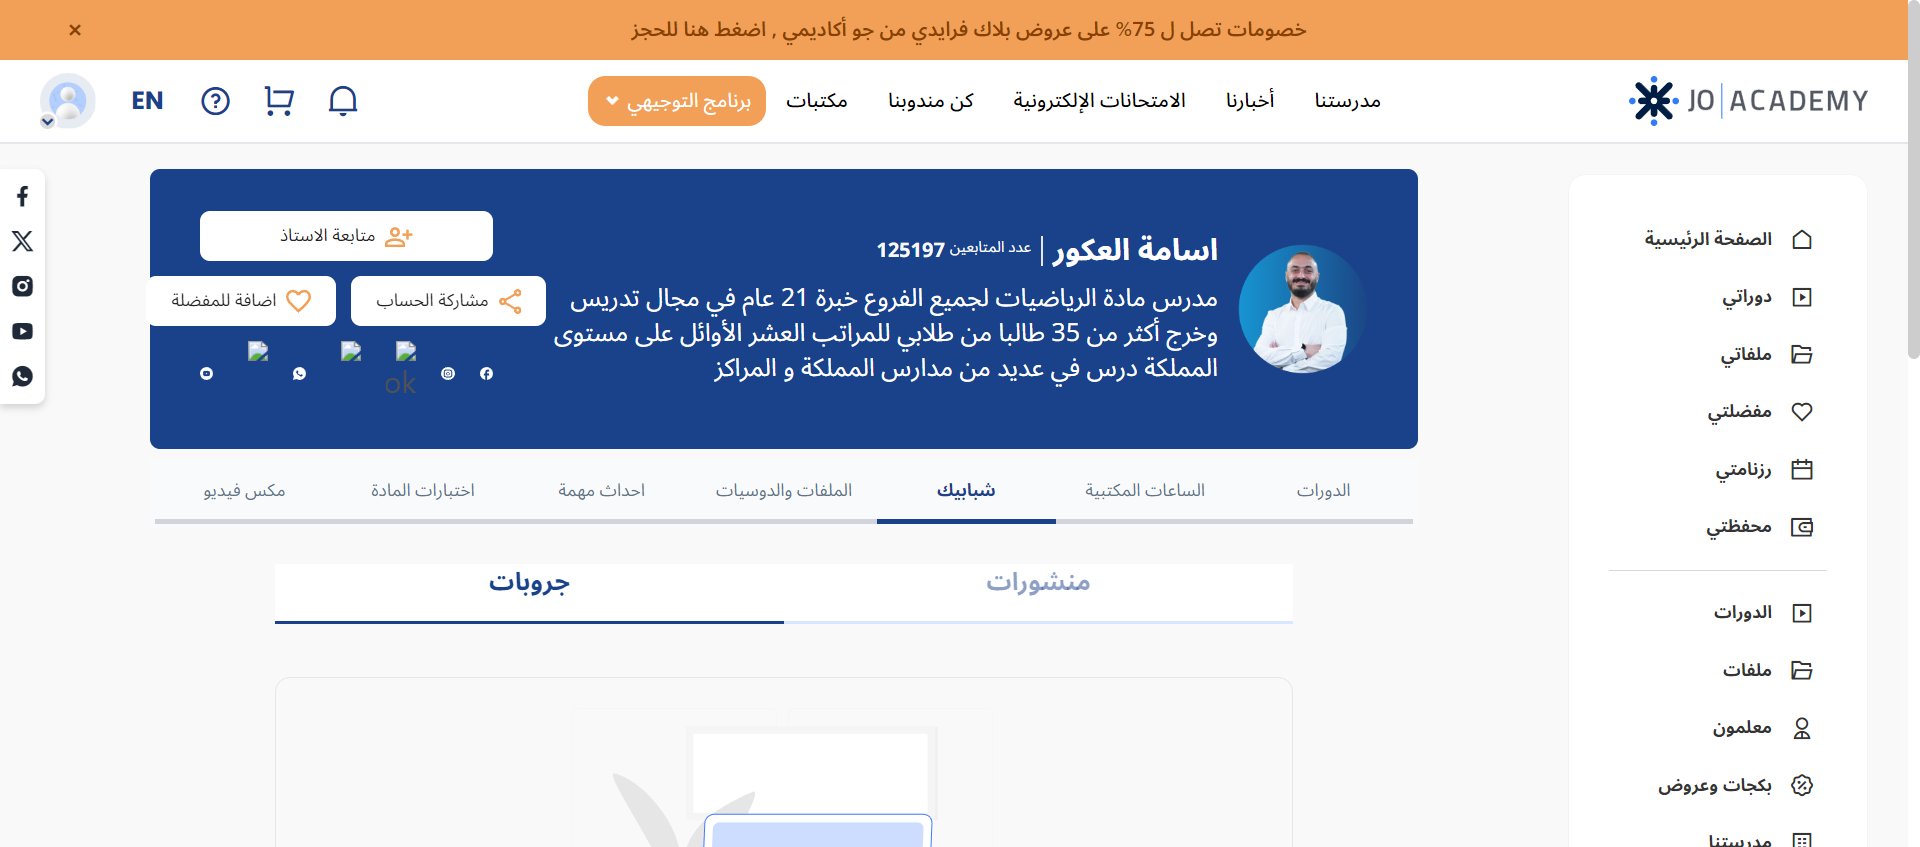 خصومات تصل ل 75% على عروض بلاك فرايدي من جو أكاديمي , اضغط هنا للحجز
JO ACADEMY
مدرستنا
أخبارنا
الامتحانات الإلكترونية
كن مندوبنا
مكتبات
برنامج التوجيهي
EN
الصفحة الرئيسية
دوراتي
ملفاتي
مفضلتي
رزنامتي
محفظتي
الدورات
ملفات
معلمون
بكجات وعروض
مدرستنا
اسامة العكور
عدد المتابعين 125197
مدرس مادة الرياضيات لجميع الفروع خبرة 21 عام في مجال تدريس
وخرج أكثر من 35 طالبا من طلابي للمراتب العشر الأوائل على مستوى
المملكة درس في عديد من مدارس المملكة و المراكز
متابعة الاستاذ
مشاركة الحساب
اضافة للمفضلة
ok
الدورات
الساعات المكتبية
شبابيك
الملفات والدوسيات
احداث مهمة
اختبارات المادة
مكس فيديو
منشورات
جروبات